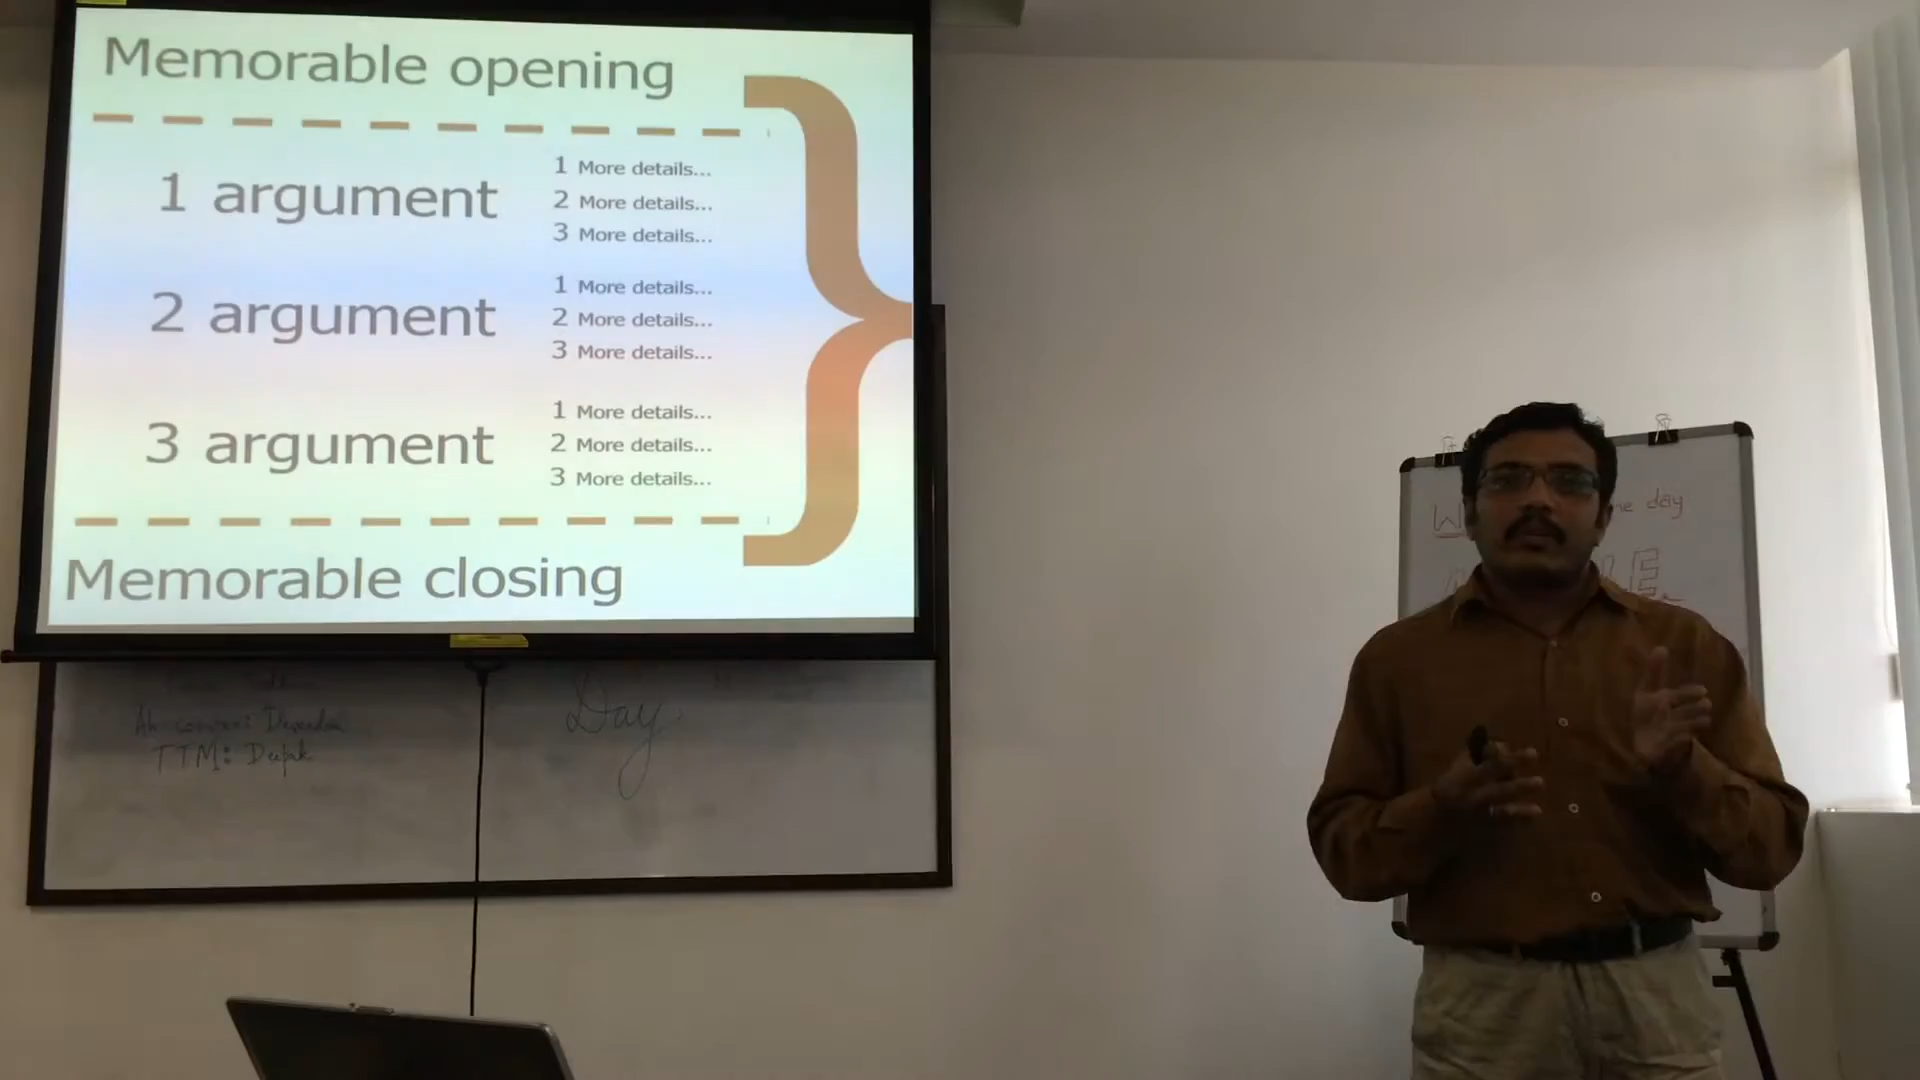 Memorable opening
1 argument
1 More details...
2 More details...
3 More details...
2 argument
1 More details...
2 More details...
3 More details...
3 argument
1 More details...
2 More details...
3 More details...
Memorable closing
TTM: Deepak
Day
day